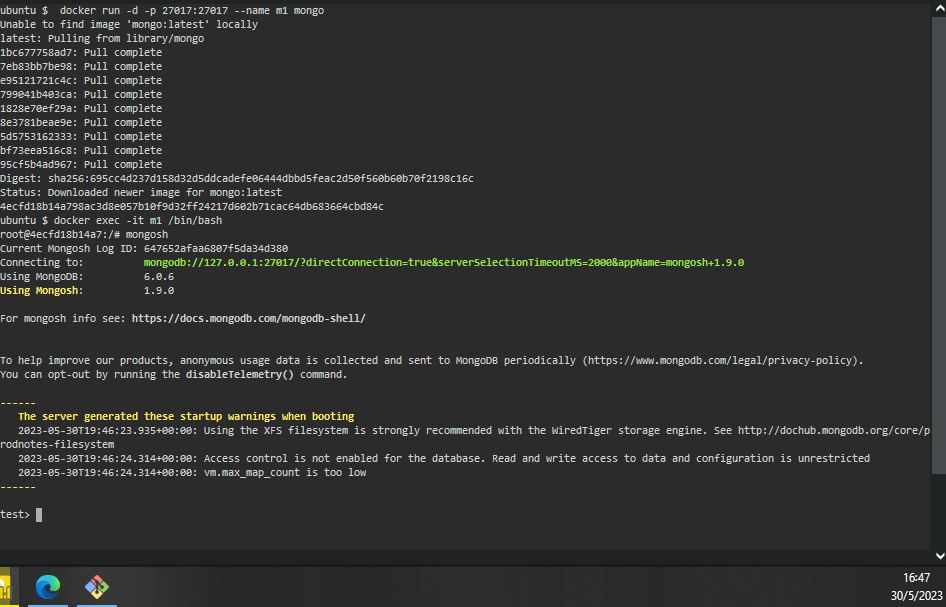 ubuntu $  docker run -d -p 27017:27017 --name m1 mongo
Unable to find image 'mongo:latest' locally
latest: Pulling from library/mongo
1bc677758ad7: Pull complete
7eb83bb7be98: Pull complete
e95121721c4c: Pull complete
799041b403ca: Pull complete
1828e70ef29a: Pull complete
8e3781beae9e: Pull complete
5d5753162333: Pull complete
bf73eea516c8: Pull complete
95cf5b4ad967: Pull complete
Digest: sha256:695cc4d237d158d32d5ddcadefe06444dbbd5feac2d50f560b60b70f2198c16c
Status: Downloaded newer image for mongo:latest
4ecfd18b14a798ac3d8e057b10f9d32ff24217d602b71cac64db683664cbd84c
ubuntu $ docker exec -it m1 /bin/bash
root@4ecfd18b14a7:/# mongosh
Current Mongosh Log ID: 647652afaa6807f5da34d380
Connecting to:          mongodb://127.0.0.1:27017/?directConnection=true&serverSelectionTimeoutMS=2000&appName=mongosh+1.9.0
Using MongoDB:          6.0.6
Using Mongosh:          1.9.0
For mongosh info see: https://docs.mongodb.com/mongodb-shell/
To help improve our products, anonymous usage data is collected and sent to MongoDB periodically (https://www.mongodb.com/legal/privacy-policy).
You can opt-out by running the disableTelemetry() command.
------
   The server generated these startup warnings when booting
   2023-05-30T19:46:23.935+00:00: Using the XFS filesystem is strongly recommended with the WiredTiger storage engine. See http://dochub.mongodb.org/core/p
rodnotes-filesystem
   2023-05-30T19:46:24.314+00:00: Access control is not enabled for the database. Read and write access to data and configuration is unrestricted
   2023-05-30T19:46:24.314+00:00: vm.max_map_count is too low
------
test>
16:47
30/5/2023